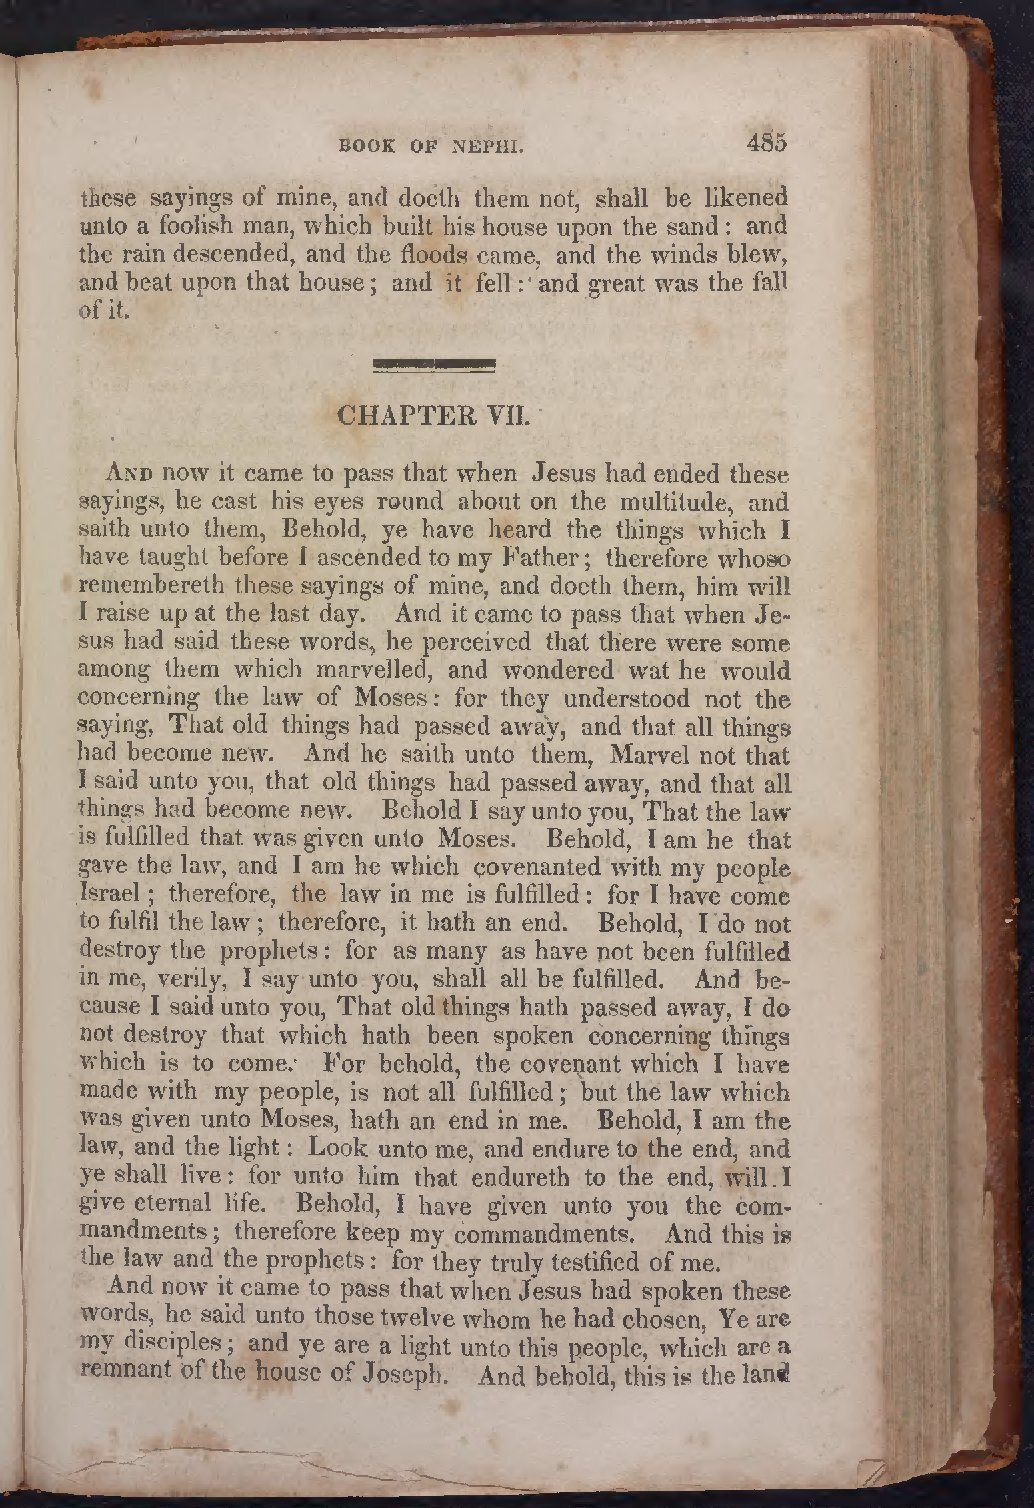 BOOK OF NEPHI. 485
these sayings of mine, and doeth them not, shall be likened
unto a foolish man, which built his house upon the sand: and
the rain descended, and the floods came, and the winds blew,
and beat upon that house; and it fell: and great was the fall
of it.
CHAPTER VII.
AND now it came to pass that when Jesus had ended these
sayings, he cast his eyes round about on the multitude, and
saith unto them, Behold, ye have heard the things which I
have taught before I ascended to my Father; therefore whoso
remembereth these sayings of mine, and doeth them, him will
I raise up at the last day. And it came to pass that when Je-
sus had said these words, he perceived that there were some
among them which marvelled, and wondered wat he would
concerning the law of Moses: for they understood not the
saying, That old things had passed away, and that all things
had become new. And he saith unto them, Marvel not that
I said unto you, that old things had passed away, and that all
things had become new. Behold I say unto you, That the law
is fulfilled that was given unto Moses. Behold, I am he that
gave the law, and I am he which covenanted with my people
Israel; therefore, the law in me is fulfilled: for I have come
to fulfil the law; therefore, it hath an end. Behold, I do not
destroy the prophets: for as many as have not been fulfilled
in me, verily, I say unto you, shall all be fulfilled. And be-
cause I said unto you, That old things hath passed away, I do
not destroy that which hath been spoken concerning things
which is to come. For behold, the covenant which I have
made with my people, is not all fulfilled; but the law which
was given unto Moses, hath an end in me. Behold, I am the
law, and the light: Look unto me, and endure to the end, and
ye shall live: for unto him that endureth to the end, will I
give eternal life. Behold, I have given unto you the com-
mandments; therefore keep my commandments. And this is
the law and the prophets: for they truly testified of me.
And now it came to pass that when Jesus had spoken these
words, he said unto those twelve whom he had chosen, Ye are
my disciples; and ye are a light unto this people, which are a
remnant of the house of Joseph. And behold, this is the land